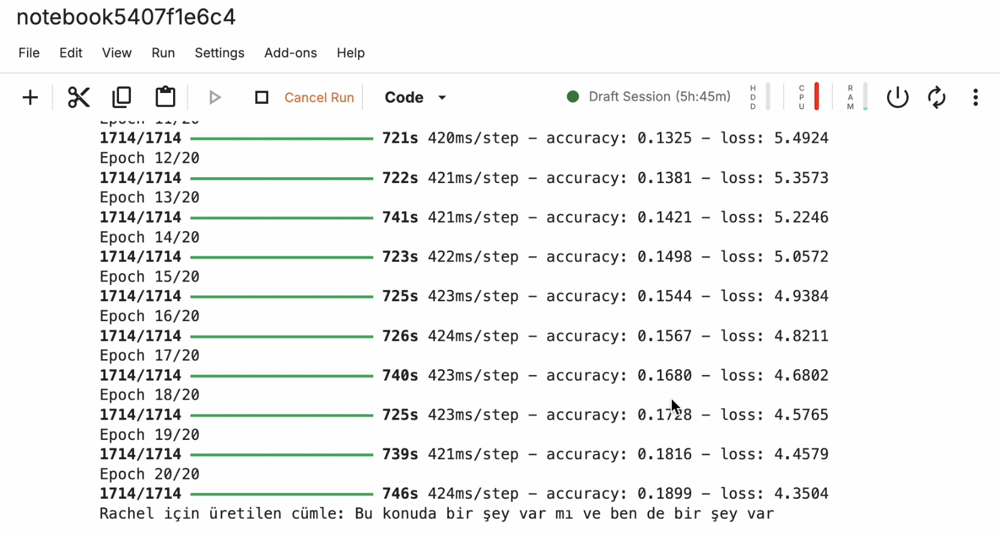 notebook5407f1e6c4
File Edit View Run Settings Add-ons Help
Cancel Run Code Draft Session (5h:45m) HDD CPU RAM
Epoch 11/20
1714/1714 721s 420ms/step – accuracy: 0.1325 – loss: 5.4924
Epoch 12/20
1714/1714 722s 421ms/step – accuracy: 0.1381 – loss: 5.3573
Epoch 13/20
1714/1714 741s 421ms/step – accuracy: 0.1421 – loss: 5.2246
Epoch 14/20
1714/1714 723s 422ms/step – accuracy: 0.1498 – loss: 5.0572
Epoch 15/20
1714/1714 725s 423ms/step – accuracy: 0.1544 – loss: 4.9384
Epoch 16/20
1714/1714 726s 424ms/step – accuracy: 0.1567 – loss: 4.8211
Epoch 17/20
1714/1714 740s 423ms/step – accuracy: 0.1680 – loss: 4.6802
Epoch 18/20
1714/1714 725s 423ms/step – accuracy: 0.1728 – loss: 4.5765
Epoch 19/20
1714/1714 739s 421ms/step – accuracy: 0.1816 – loss: 4.4579
Epoch 20/20
1714/1714 746s 424ms/step – accuracy: 0.1899 – loss: 4.3504
Rachel için üretilen cümle: Bu konuda bir şey var mı ve ben de bir şey var